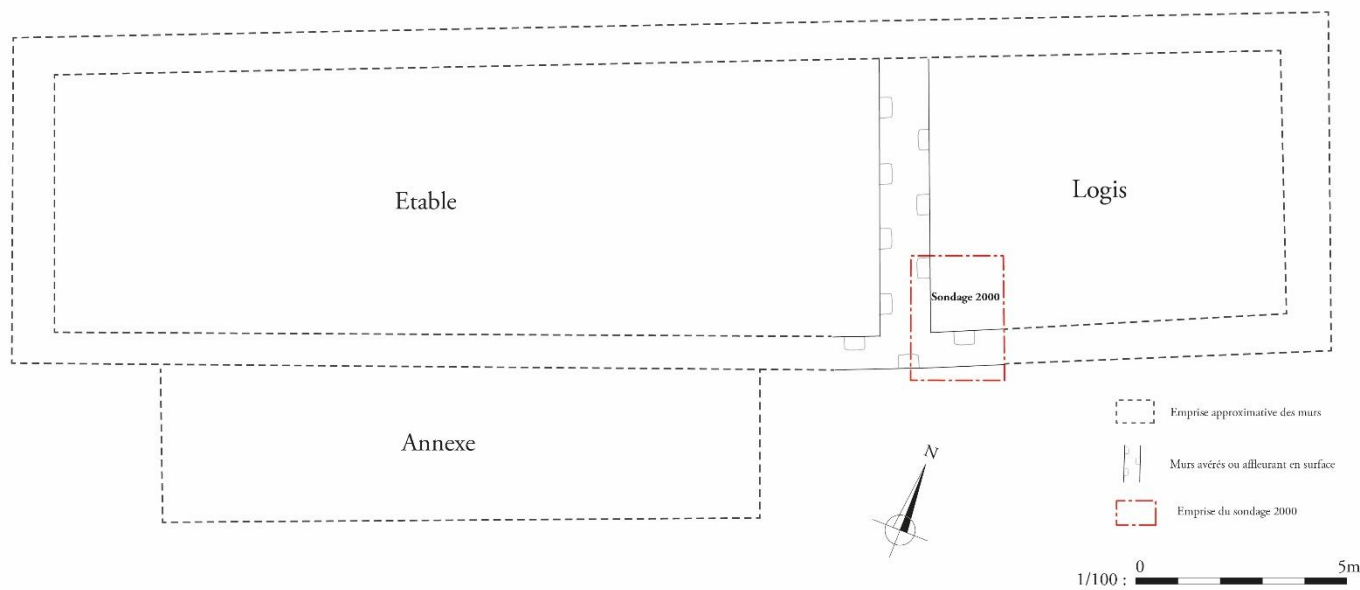 Etable
Logis
Sondage 2000
Annexe
N
Emprise approximative des murs
Murs avérés ou affleurant en surface
Emprise du sondage 2000
1/100 : 0 5m